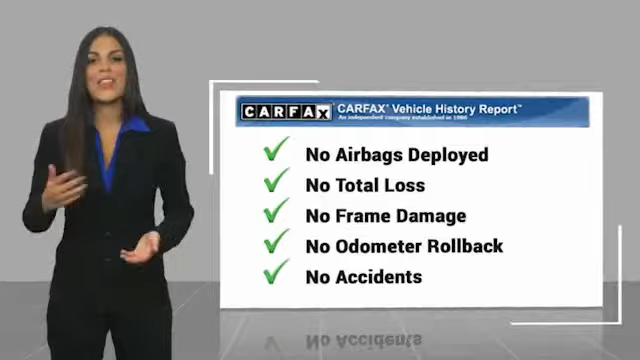 CARFAX CARFAX® Vehicle History Report™
An independent company established in 1986
No Airbags Deployed
No Total Loss
No Frame Damage
No Odometer Rollback
No Accidents